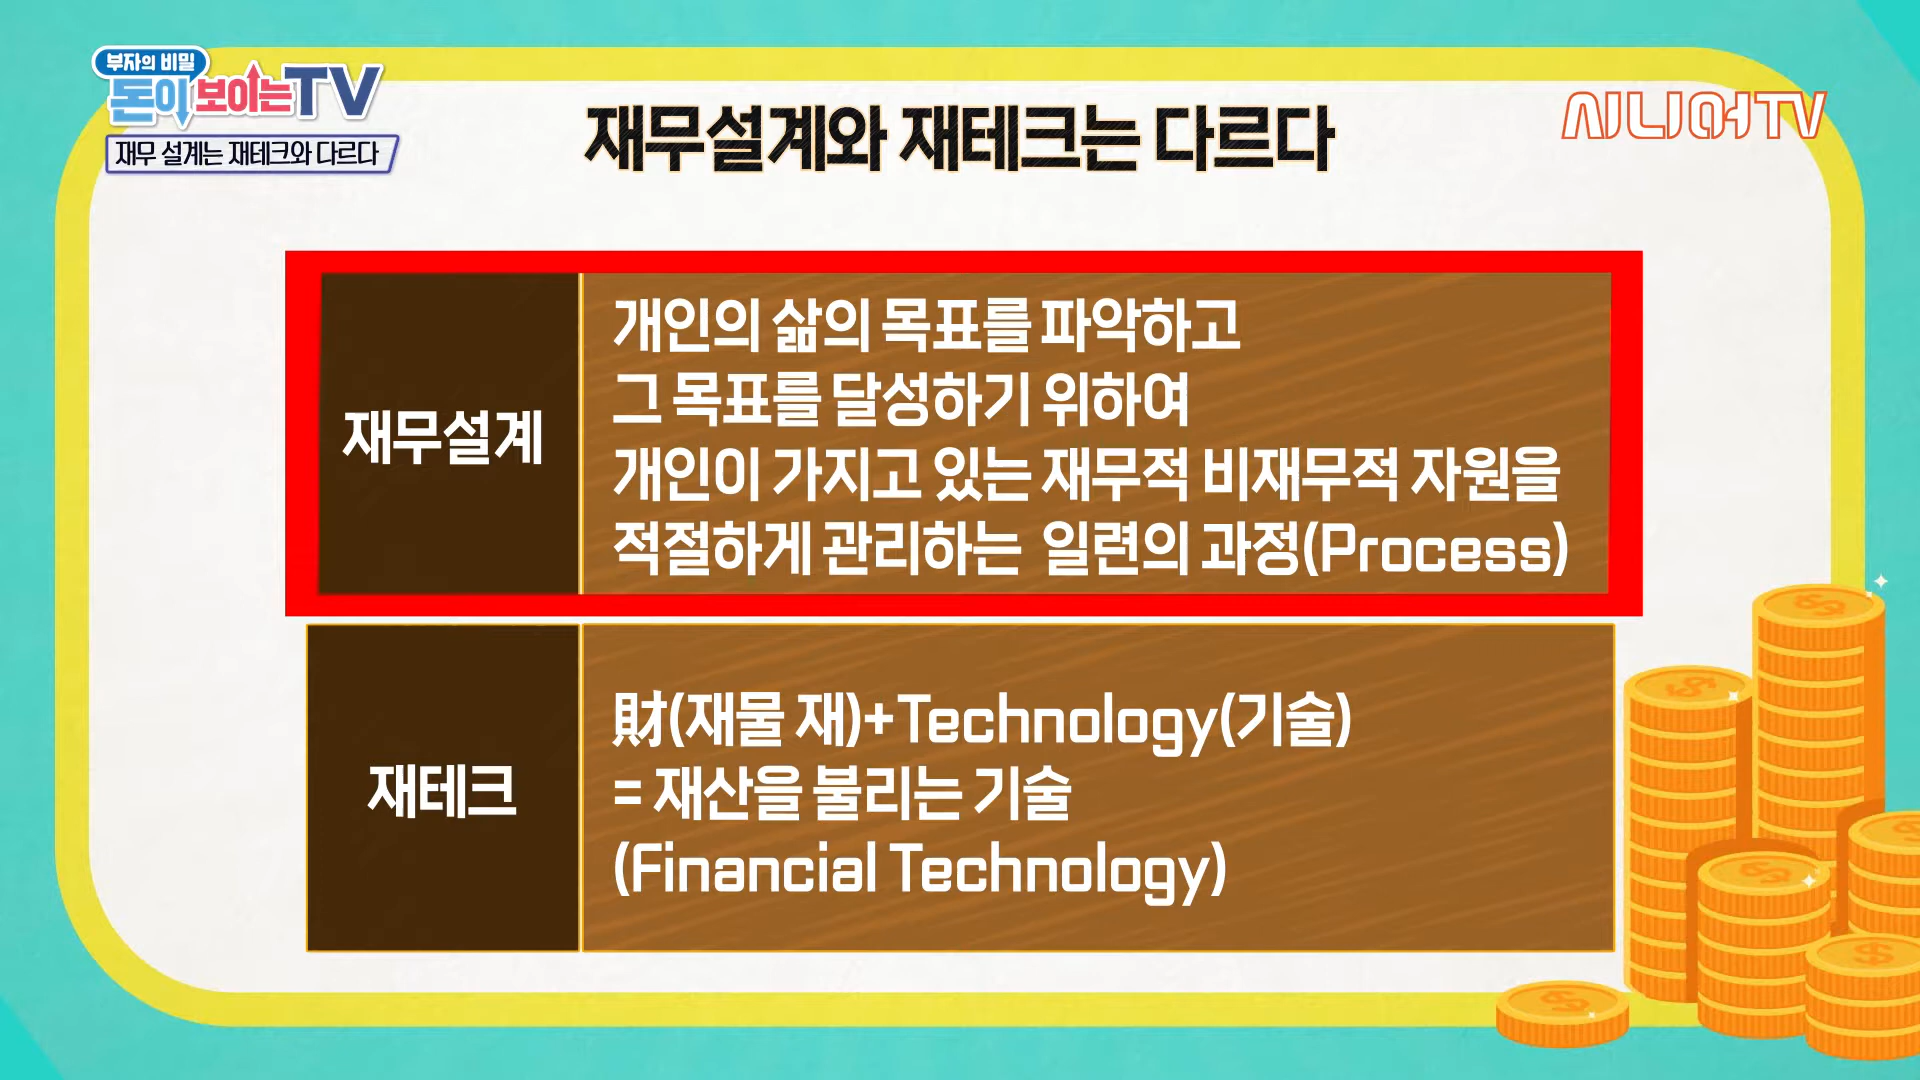 부자의 비밀
돈이 보이는TV
재무 설계는 재테크와 다르다
시니어TV
재무설계와 재테크는 다르다
재무설계
개인의 삶의 목표를 파악하고
그 목표를 달성하기 위하여
개인이 가지고 있는 재무적 비재무적 자원을
적절하게 관리하는 일련의 과정(Process)
재테크
財(재물 재)+Technology(기술)
= 재산을 불리는 기술
(Financial Technology)